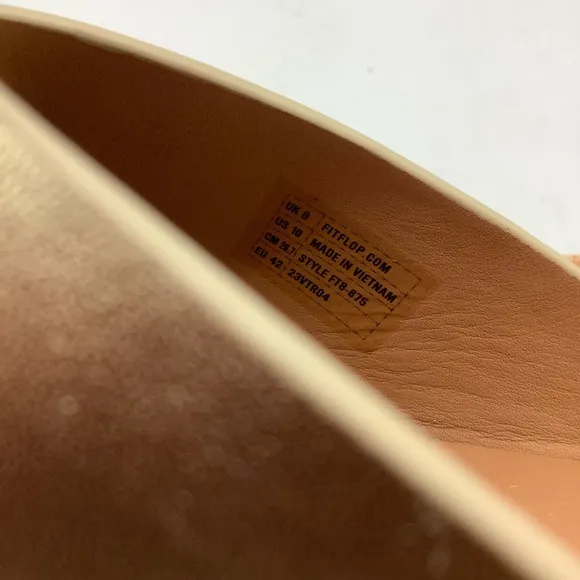 UK 8 FITFLOP.COM
US 10 MADE IN VIETNAM
CM 26.7 STYLE FT8-875
EU 42 23VTR04